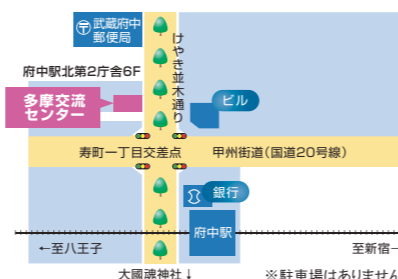 武蔵府中
郵便局
けやき並木通り
府中駅北第2庁舎6F
多摩交流
センター
ビル
寿町一丁目交差点
甲州街道（国道20号線）
銀行
府中駅
←至八王子
至新宿→
大國魂神社↓
※駐車場はありません